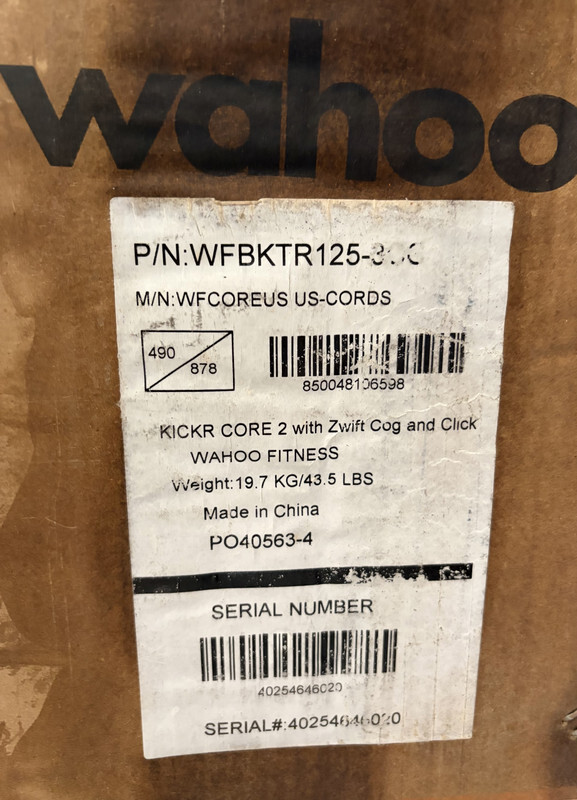 wahoo
M/N:WFCOREUS US-CORDS
490
878
850048106598
KICKR CORE 2 with Zwift Cog and Click
WAHOO FITNESS
Weight:19.7 KG/43.5 LBS
Made in China
PO40563-4
SERIAL NUMBER
40254646020
SERIAL#:40254646020